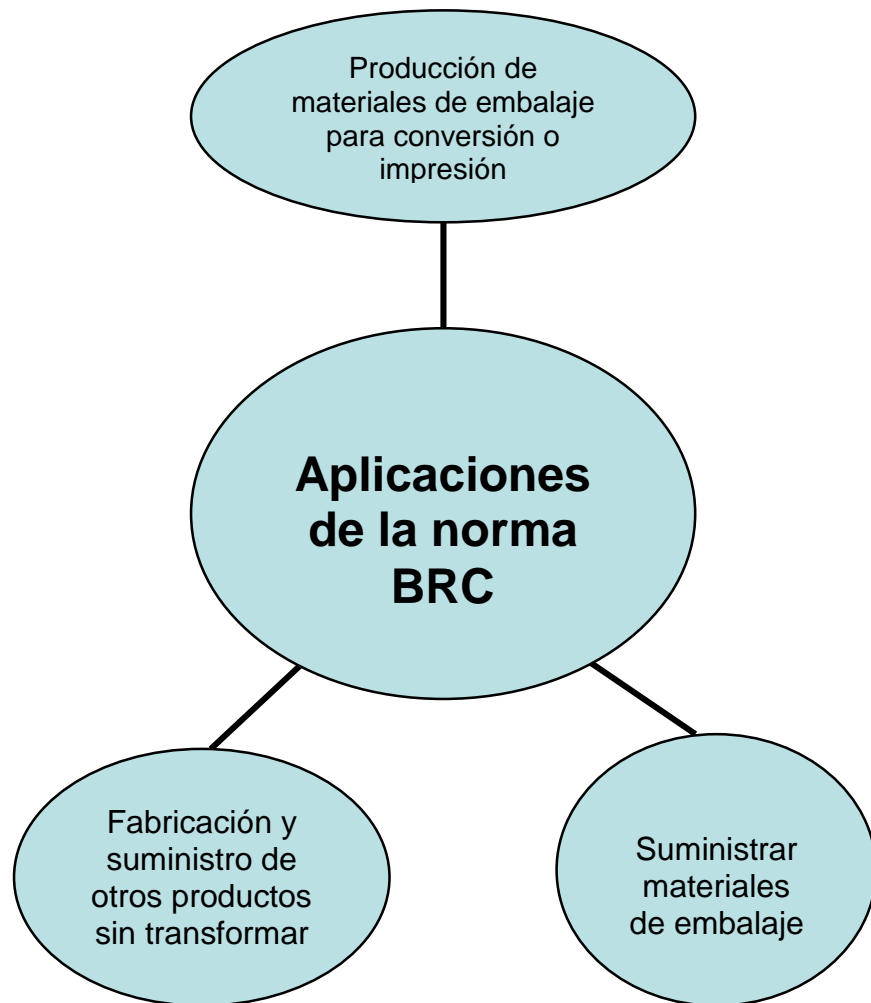 Producción de
materiales de embalaje
para conversión o
impresión
Aplicaciones
de la norma
BRC
Fabricación y
suministro de
otros productos
sin transformar
Suministrar
materiales
de embalaje